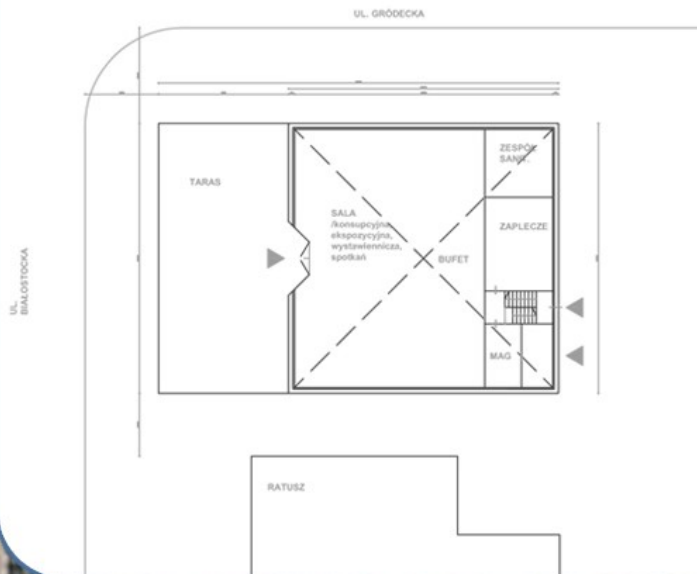 UL. GRÓDECKA
ZESPÓŁ
SANIT.
TARAS
SALA
/konsupcyjna,
ekspozycyjna,
wystawiennicza,
spotkań
ZAPLECZE
UL.
BIAŁOSTOCKA
BUFET
MAG
RATUSZ